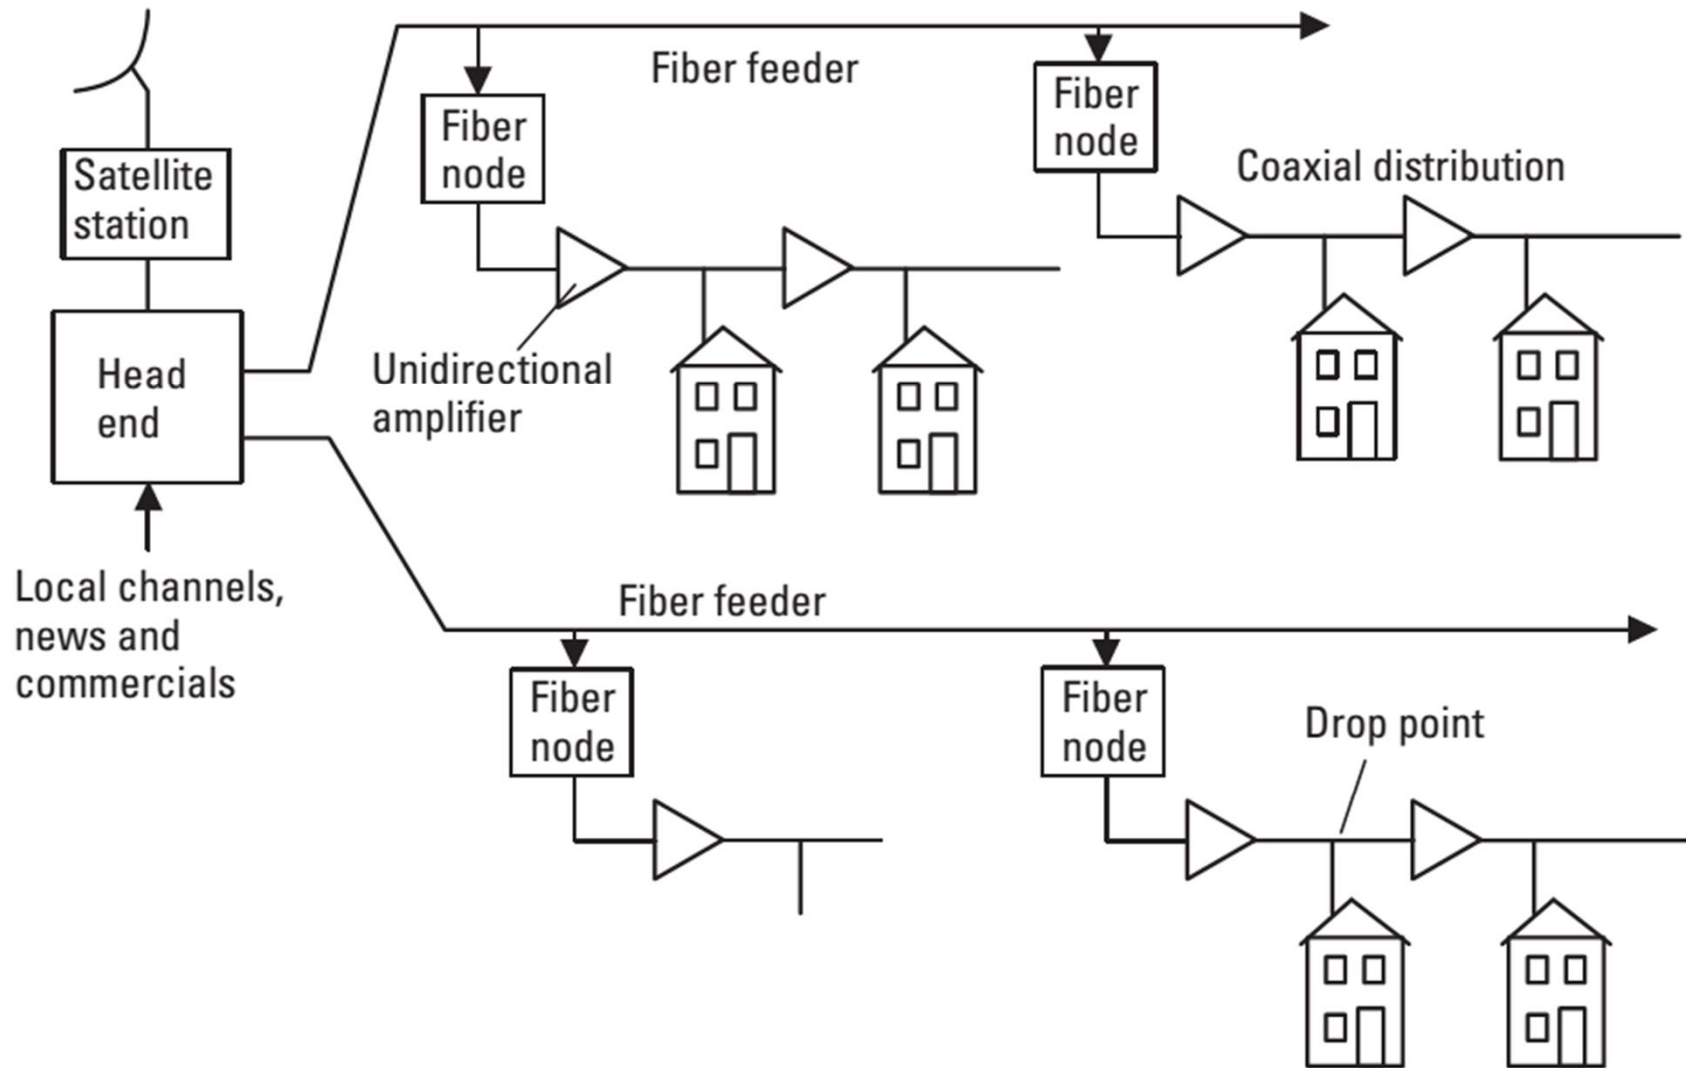 Fiber feeder
Fiber
node
Fiber
node
Coaxial distribution
Satellite
station
Head
end
Unidirectional
amplifier
Local channels,
news and
commercials
Fiber feeder
Fiber
node
Fiber
node
Drop point